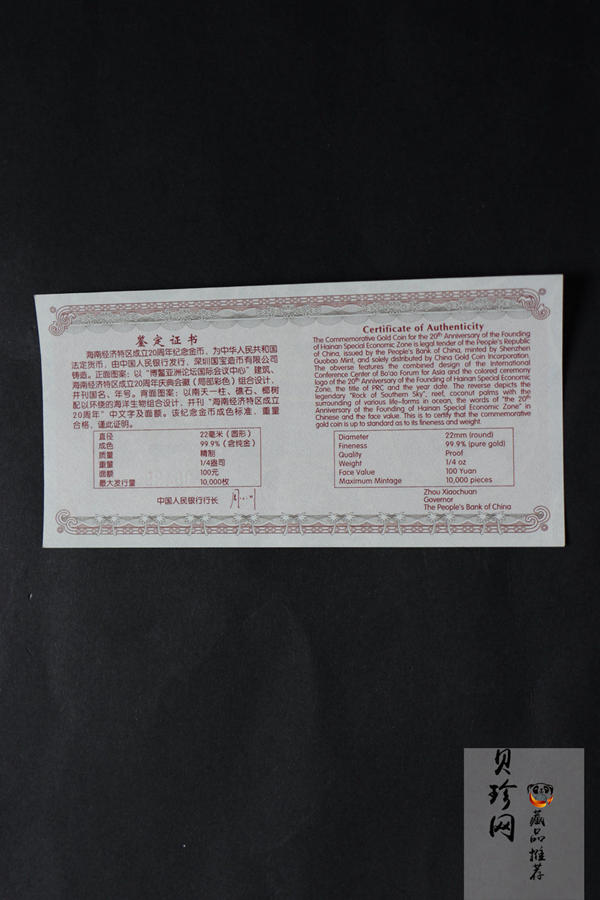 鉴定证书
海南经济特区成立20周年纪念金币，为中华人民共和国
法定货币，由中国人民银行发行，深圳国宝造币有限公司
铸造。正面图案：以“博鳌亚洲论坛国际会议中心”建筑、
海南经济特区成立20周年庆典会徽（局部彩色）组合设计，
并刊国名、年号。背面图案：以南天一柱、礁石、椰树
配以环绕的海洋生物组合设计，并刊“海南经济特区成立
20周年”中文字及面额。该纪念金币成色标准，重量
合格，谨此证明。
直径 22毫米（圆形）
成色 99.9%（含纯金）
质量 精制
重量 1/4盎司
面额 100元
最大发行量 10,000枚
中国人民银行行长
Certificate of Authenticity
The Commemorative Gold Coin for the 20th Anniversary of the Founding
of Hainan Special Economic Zone is legal tender of the People's Republic
of China, issued by the People's Bank of China, minted by Shenzhen
Guobao Mint, and solely distributed by China Gold Coin Incorporation.
The obverse features the combined design of the International
Conference Center of Bo'ao Forum for Asia and the colored ceremony
logo of the 20th Anniversary of the Founding of Hainan Special Economic
Zone, the title of PRC and the year date. The reverse depicts the
legendary "Rock of Southern Sky", reef, coconut palms with the
surrounding of various life-forms in ocean, the words of "the 20th
Anniversary of the Founding of Hainan Special Economic Zone" in
Chinese and the face value. This is to certify that the commemorative
gold coin is up to standard as to its fineness and weight.
Diameter 22mm (round)
Fineness 99.9% (pure gold)
Quality Proof
Weight 1/4 oz
Face Value 100 Yuan
Maximum Mintage 10,000 pieces
Zhou Xiaochuan
Governor
The People's Bank of China
贝珍网
藏品推荐